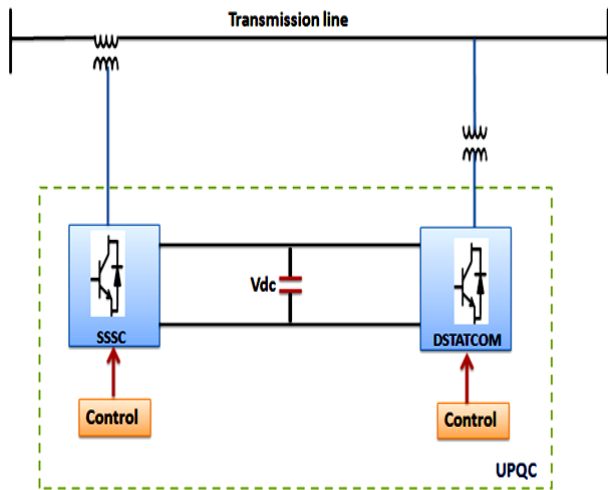 Transmission line
Vdc
SSSC
DSTATCOM
Control
Control
UPQC